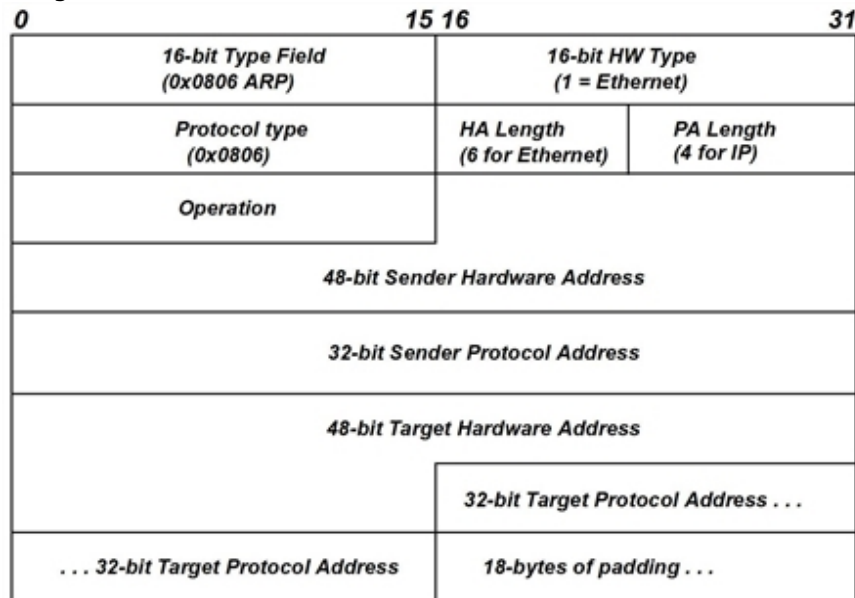 0 15 16 31
16-bit Type Field 16-bit HW Type
(0x0806 ARP) (1 = Ethernet)
Protocol type HA Length PA Length
(0x0806) (6 for Ethernet) (4 for IP)
Operation
48-bit Sender Hardware Address
32-bit Sender Protocol Address
48-bit Target Hardware Address
32-bit Target Protocol Address . . .
. . . 32-bit Target Protocol Address 18-bytes of padding . . .